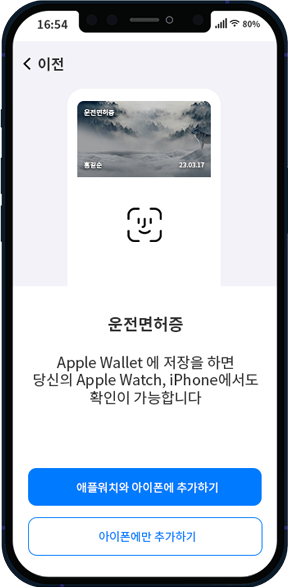 16:54
80%
이전
운전면허증
홍길순
23.03.17
운전면허증
Apple Wallet 에 저장을 하면
당신의 Apple Watch, iPhone에서도
확인이 가능합니다
애플워치와 아이폰에 추가하기
아이폰에만 추가하기